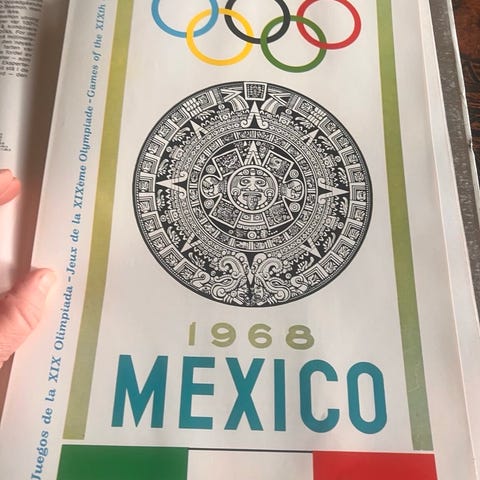 Juegos de la XIX Olimpiada - Jeux de la XIXème Olympiade - Games of the XIXth
1968
MEXICO